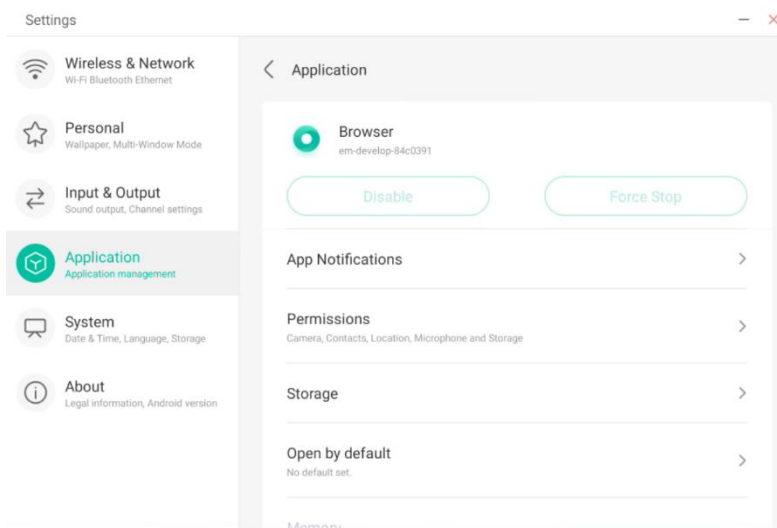 Settings
Wireless & Network
Wi-Fi Bluetooth Ethernet
Personal
Wallpaper, Multi-Window Mode
Input & Output
Sound output, Channel settings
Application
Application management
System
Date & Time, Language, Storage
About
Legal information, Android version
Application
Browser
em-develop-84c0391
Disable
Force Stop
App Notifications
Permissions
Camera, Contacts, Location, Microphone and Storage
Storage
Open by default
No default set.
Memory